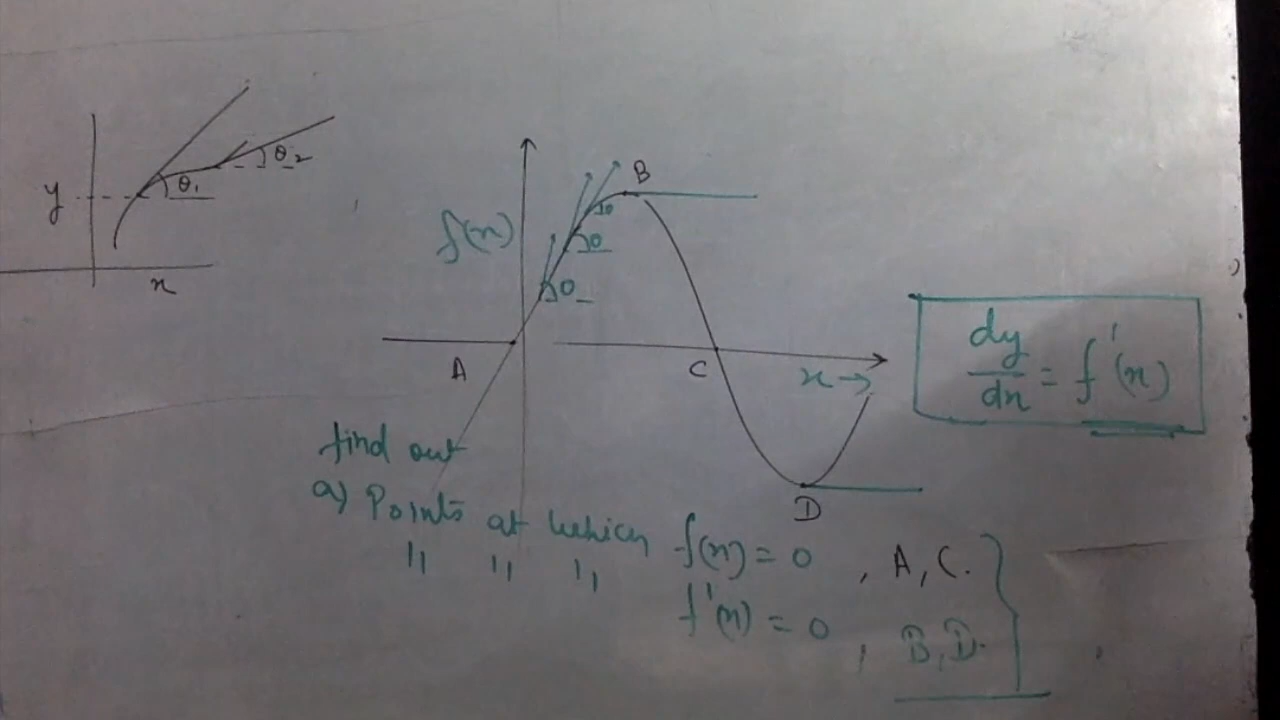 y
θ₁
θ₂
x
f(x)
θ
θ
θ
B
A
C
x →
D
dy/dx = f'(x)
find out
a) Points at which f(x) = 0 , A, C.
" " " f'(x) = 0 , B, D.